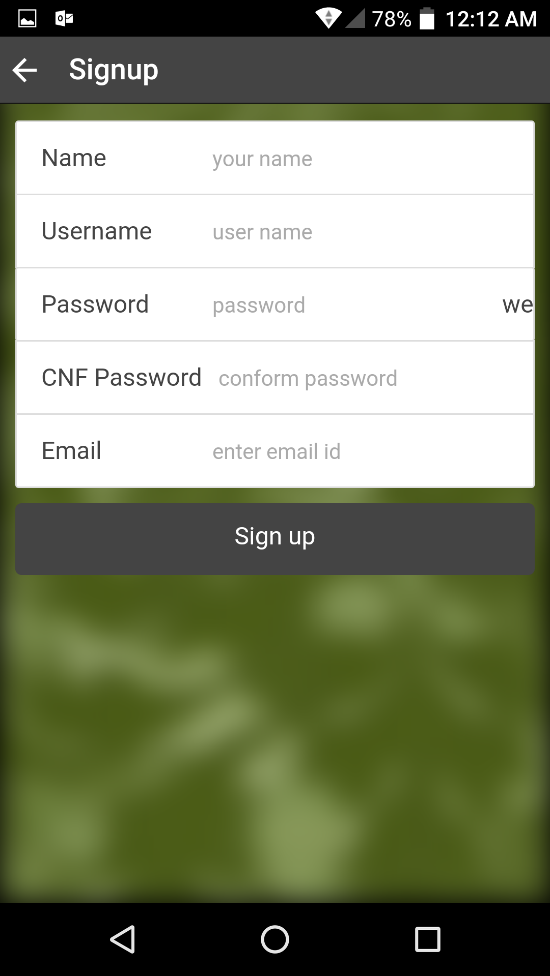 78% 12:12 AM
Signup
Name your name
Username user name
Password password we
CNF Password conform password
Email enter email id
Sign up